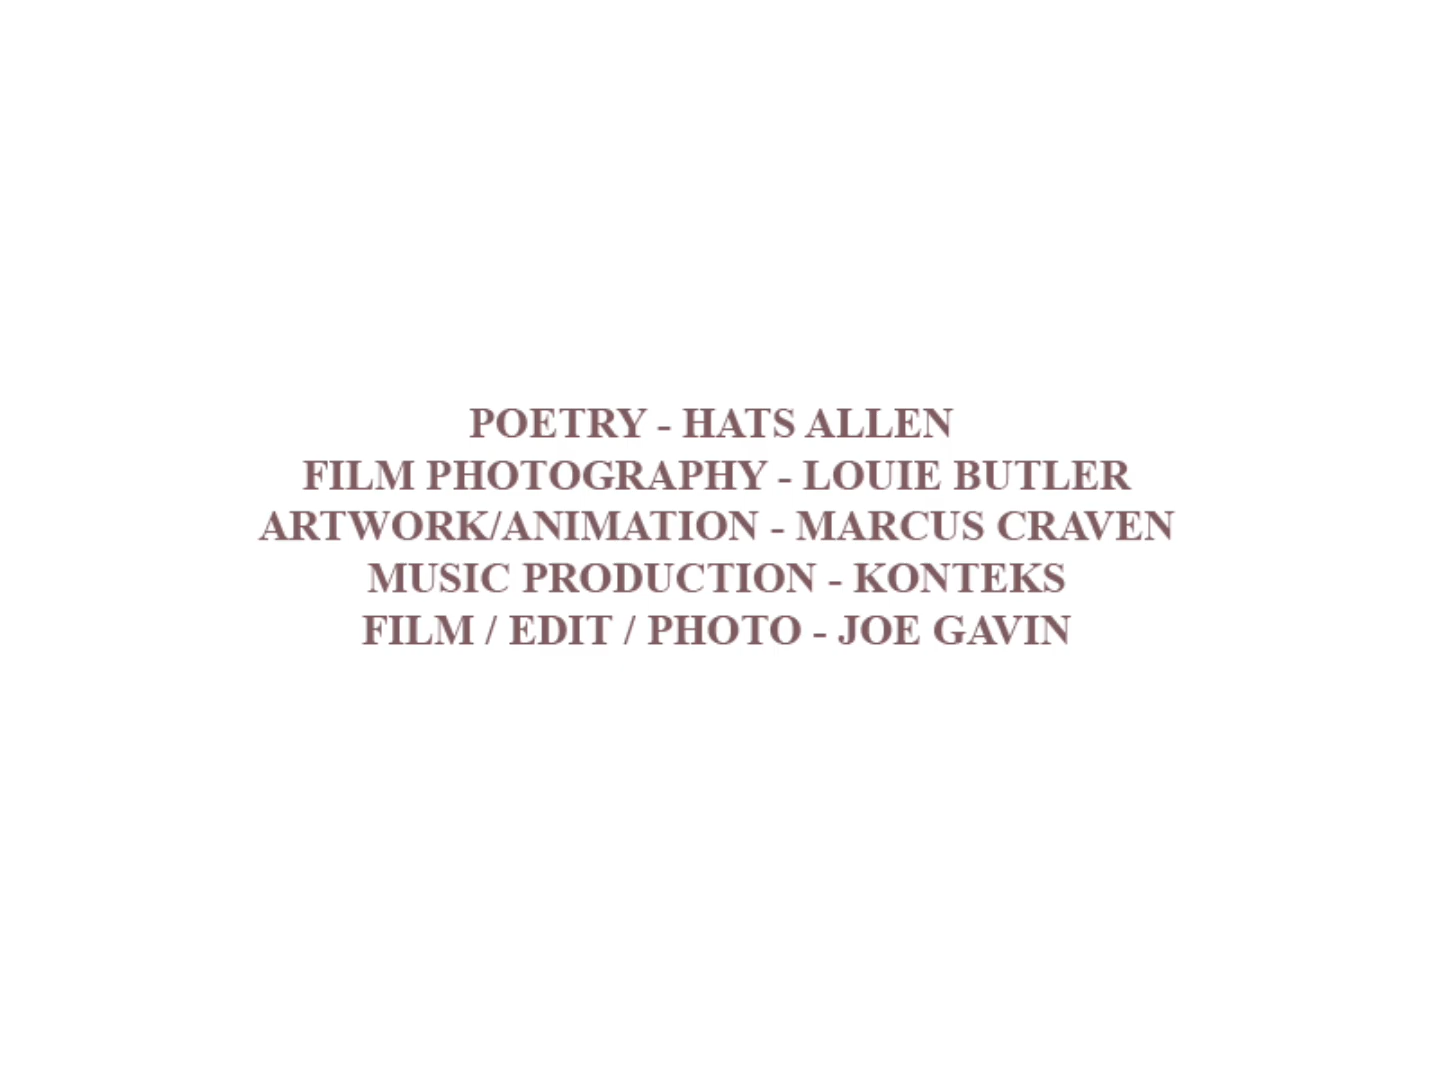 POETRY - HATS ALLEN
FILM PHOTOGRAPHY - LOUIE BUTLER
ARTWORK/ANIMATION - MARCUS CRAVEN
MUSIC PRODUCTION - KONTEKS
FILM / EDIT / PHOTO - JOE GAVIN